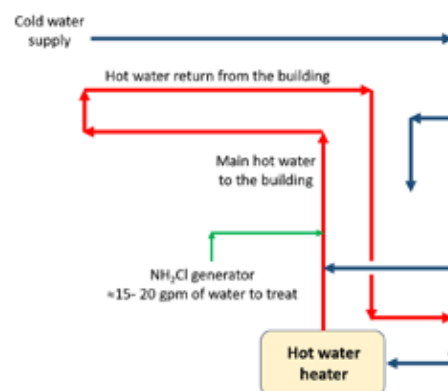 Cold water
supply
Hot water return from the building
Main hot water
to the building
NH₂Cl generator
≈15- 20 gpm of water to treat
Hot water
heater